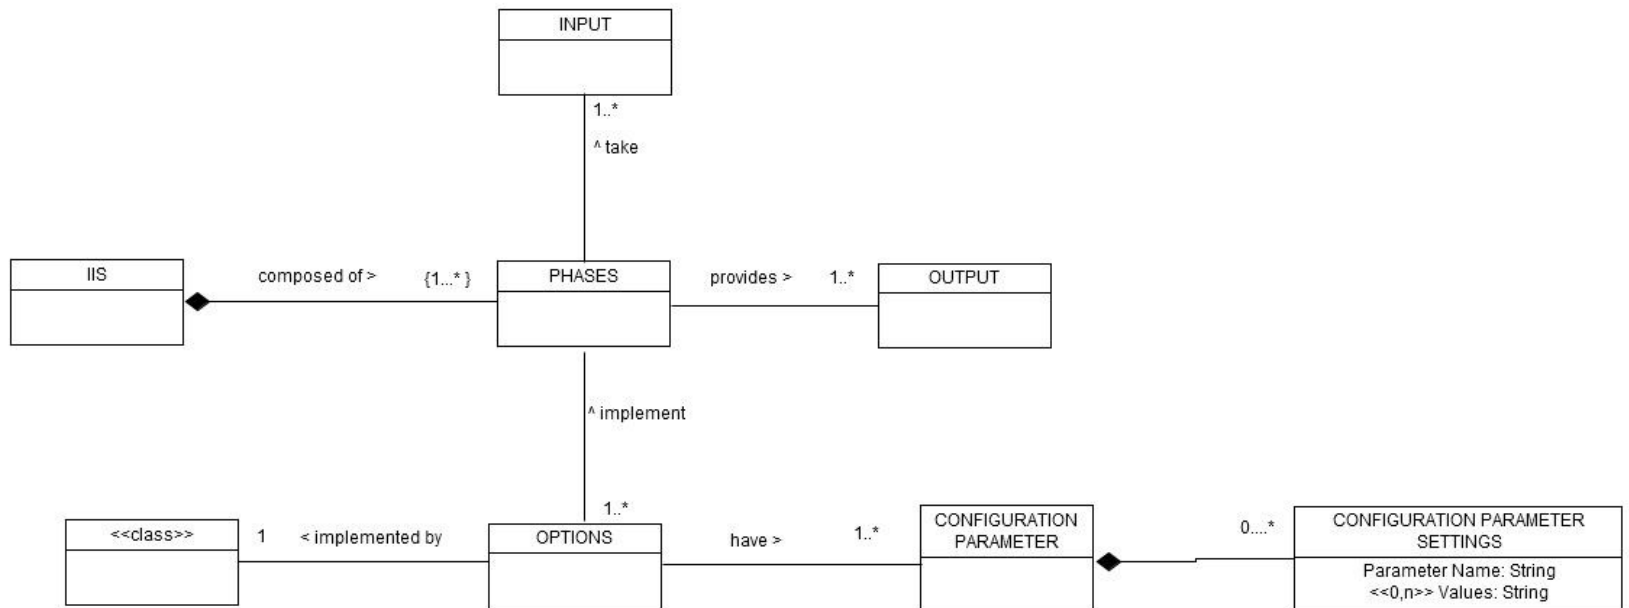 INPUT
1..*
^ take
IIS
composed of >
{1...* }
PHASES
provides >
1..*
OUTPUT
^ implement
1..*
<<class>>
1
< implemented by
OPTIONS
have >
1..*
CONFIGURATION
PARAMETER
0....*
CONFIGURATION PARAMETER
SETTINGS
Parameter Name: String
<<0,n>> Values: String